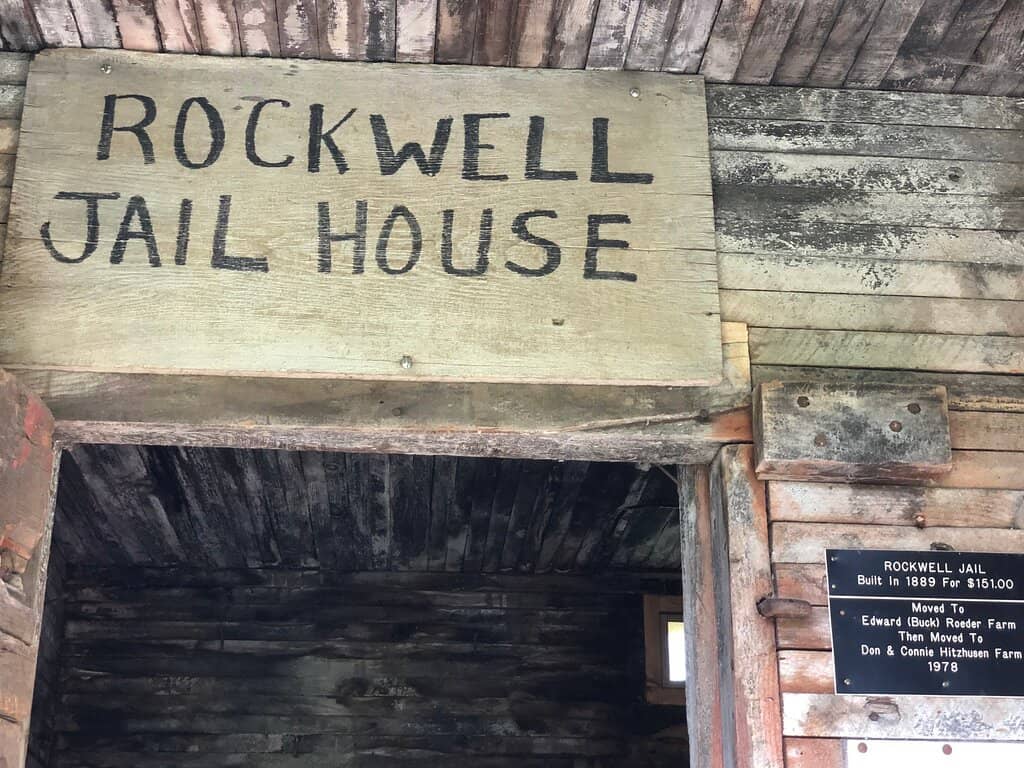 ROCKWELL
JAIL HOUSE
ROCKWELL JAIL
Built In 1889 For $151.00
Moved To
Edward (Buck) Roeder Farm
Then Moved To
Don & Connie Hitzhusen Farm
1978